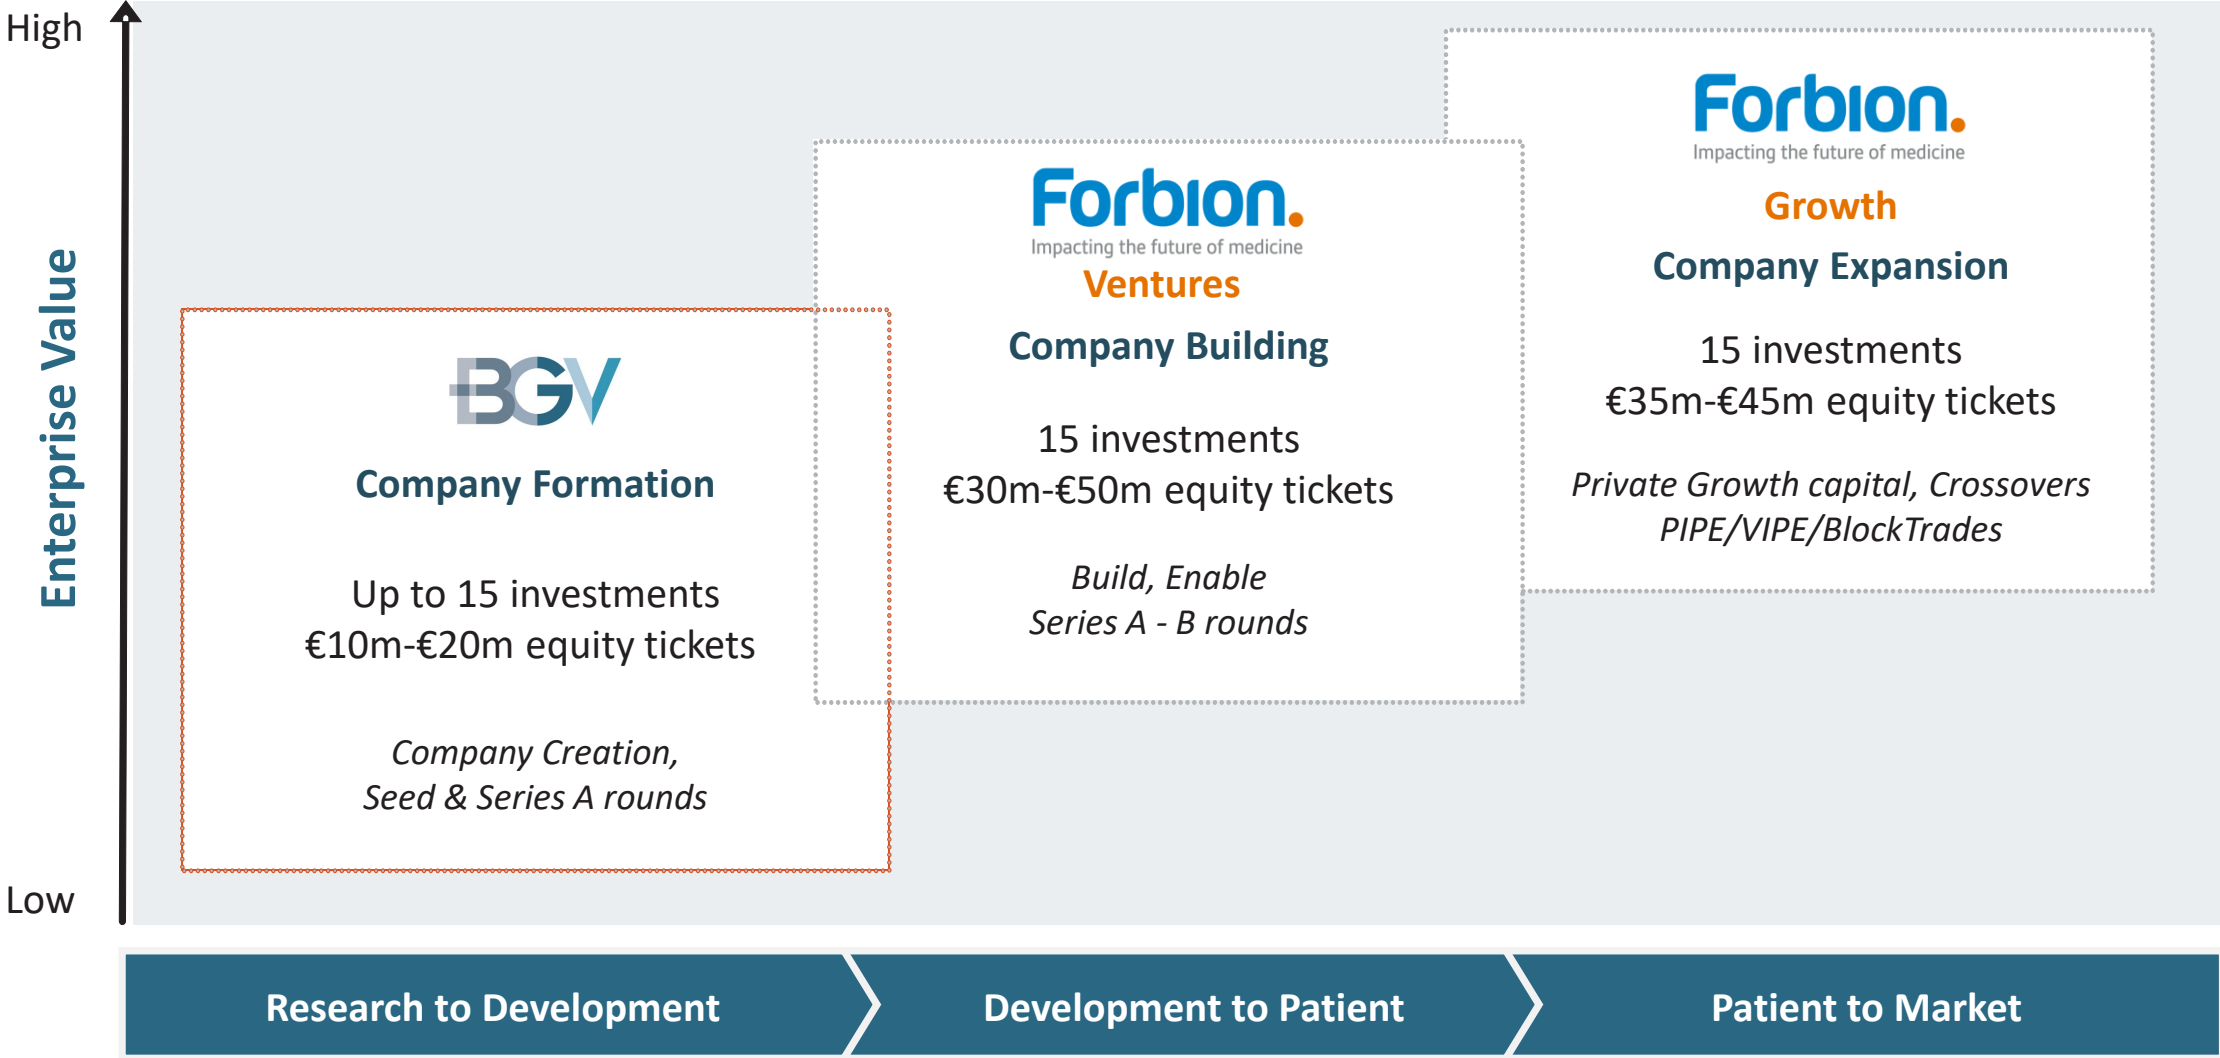 High
Enterprise Value
Low
BGV
Company Formation
Up to 15 investments
€10m-€20m equity tickets
Company Creation,
Seed & Series A rounds
Forbion.
Impacting the future of medicine
Ventures
Company Building
15 investments
€30m-€50m equity tickets
Build, Enable
Series A - B rounds
Forbion.
Impacting the future of medicine
Growth
Company Expansion
15 investments
€35m-€45m equity tickets
Private Growth capital, Crossovers
PIPE/VIPE/BlockTrades
Research to Development
Development to Patient
Patient to Market